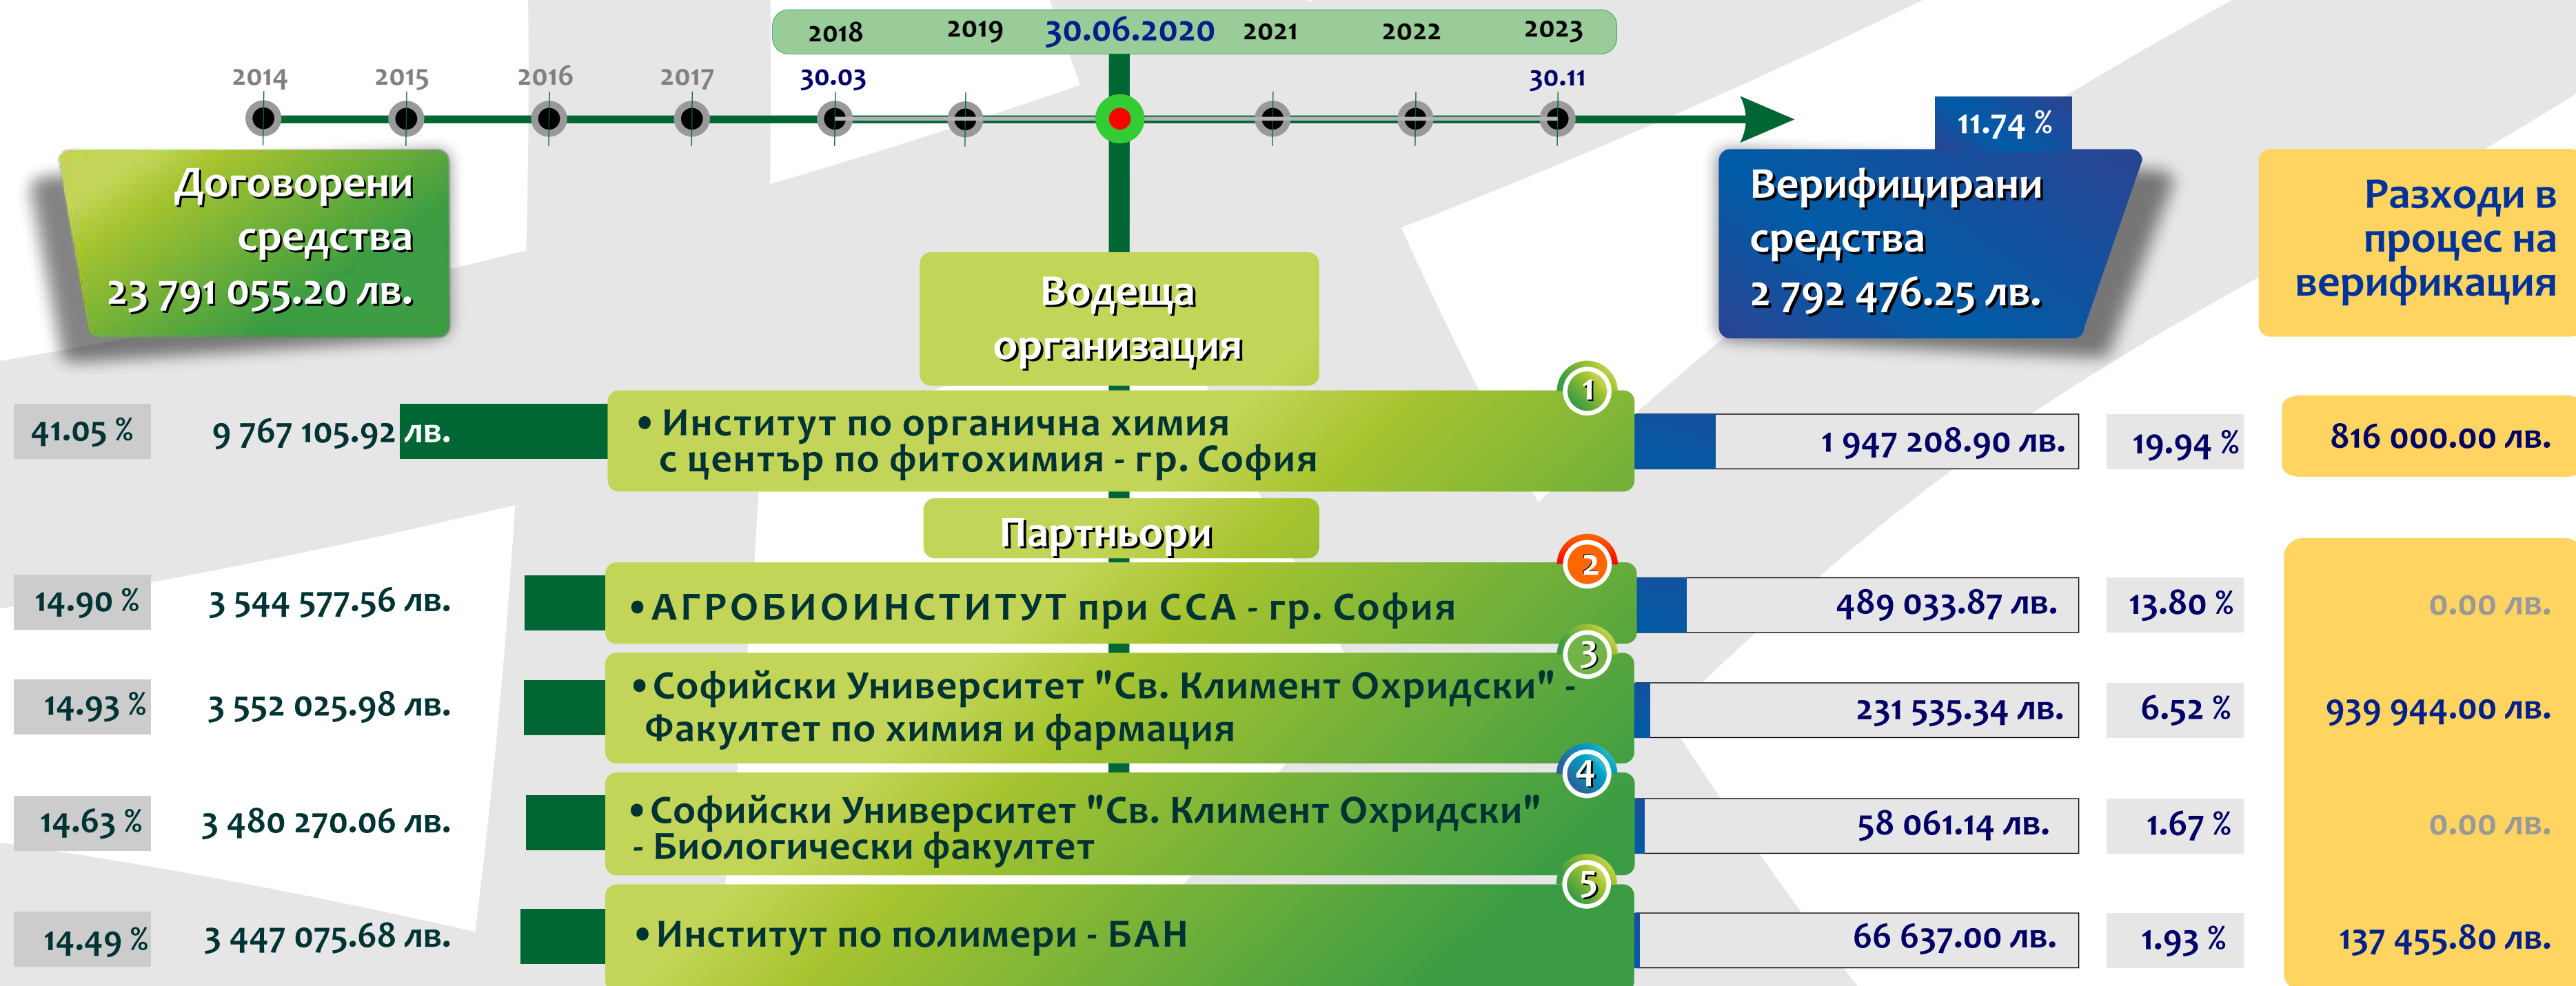 2014
2015
2016
2017
2018
2019
30.06.2020
2021
2022
2023
30.03
30.11
Договорени
средства
23 791 055.20 лв.
11.74 %
Верифицирани
средства
2 792 476.25 лв.
Разходи в
процес на
верификация
Водеща
организация
41.05 %
9 767 105.92 лв.
1
• Институт по органична химия
с център по фитохимия - гр. София
1 947 208.90 лв.
19.94 %
816 000.00 лв.
Партньори
14.90 %
3 544 577.56 лв.
2
•АГРОБИОИНСТИТУТ при ССА - гр. София
489 033.87 лв.
13.80 %
0.00 лв.
14.93 %
3 552 025.98 лв.
3
•Софийски Университет "Св. Климент Охридски" -
Факултет по химия и фармация
231 535.34 лв.
6.52 %
939 944.00 лв.
14.63 %
3 480 270.06 лв.
4
•Софийски Университет "Св. Климент Охридски"
- Биологически факултет
58 061.14 лв.
1.67 %
0.00 лв.
14.49 %
3 447 075.68 лв.
5
•Институт по полимери - БАН
66 637.00 лв.
1.93 %
137 455.80 лв.